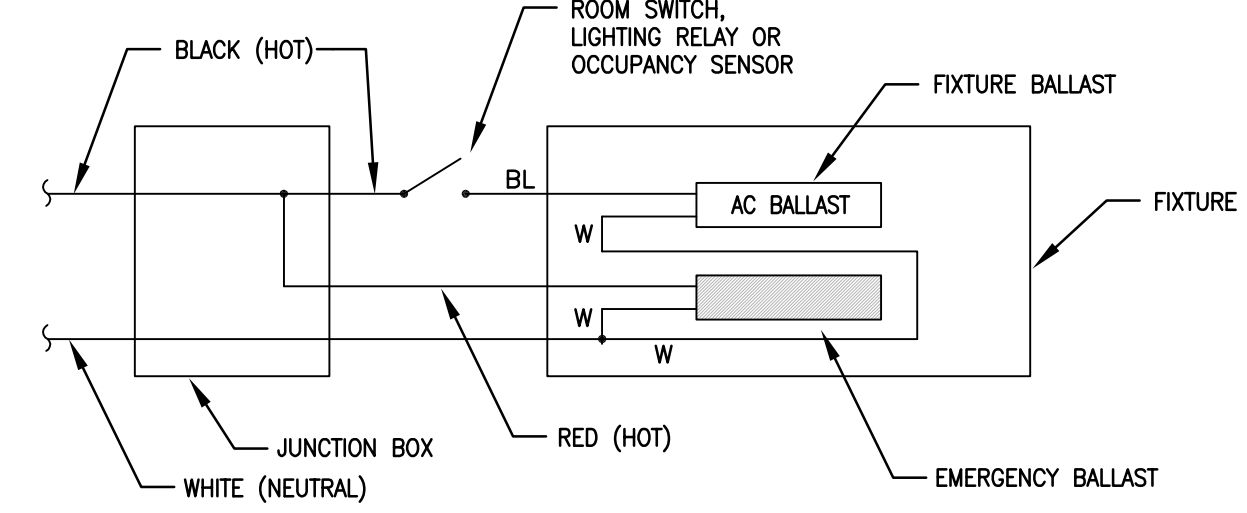 ROOM SWITCH,
LIGHTING RELAY OR
OCCUPANCY SENSOR
BLACK (HOT)
FIXTURE BALLAST
BL
AC BALLAST
FIXTURE
W
W
W
RED (HOT)
JUNCTION BOX
EMERGENCY BALLAST
WHITE (NEUTRAL)